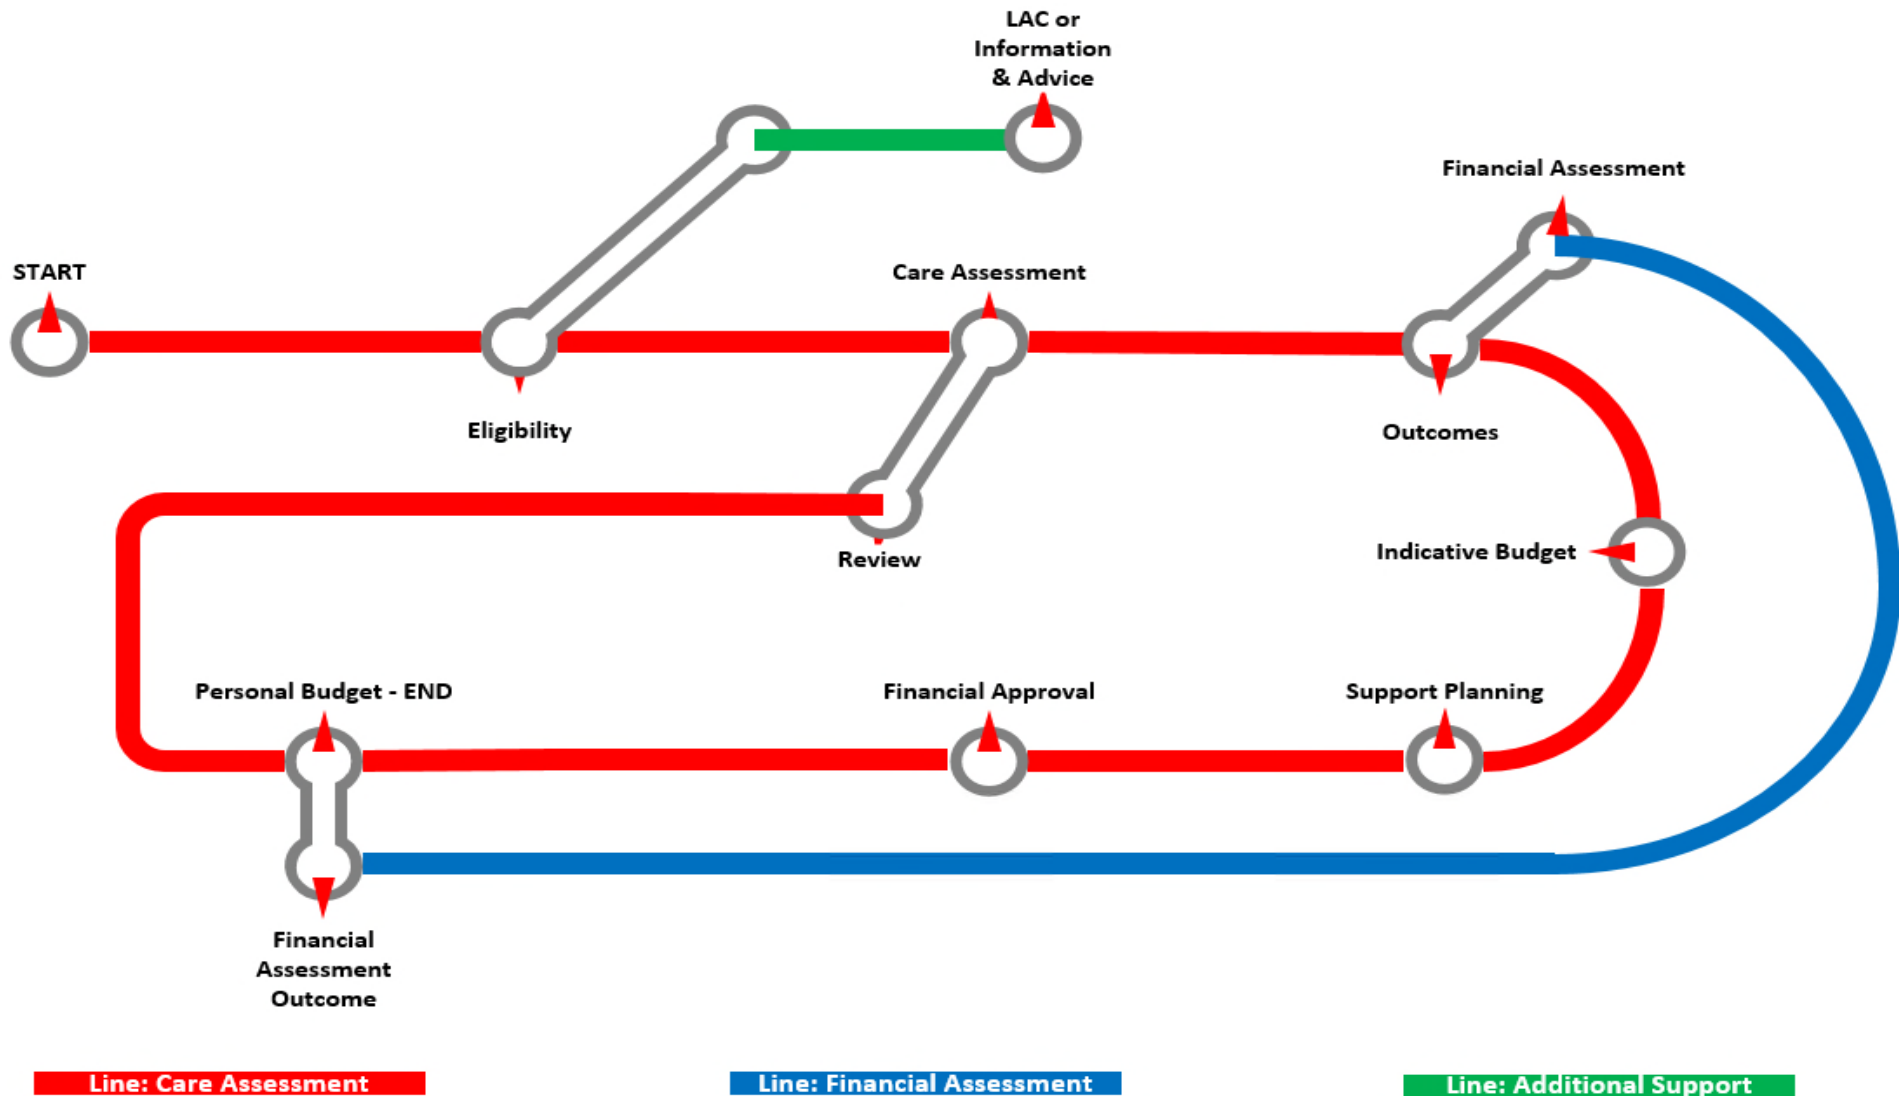 LAC or
Information
& Advice
Financial Assessment
START
Care Assessment
Eligibility
Outcomes
Indicative Budget
Review
Personal Budget - END
Financial Approval
Support Planning
Financial
Assessment
Outcome
Line: Care Assessment
Line: Financial Assessment
Line: Additional Support